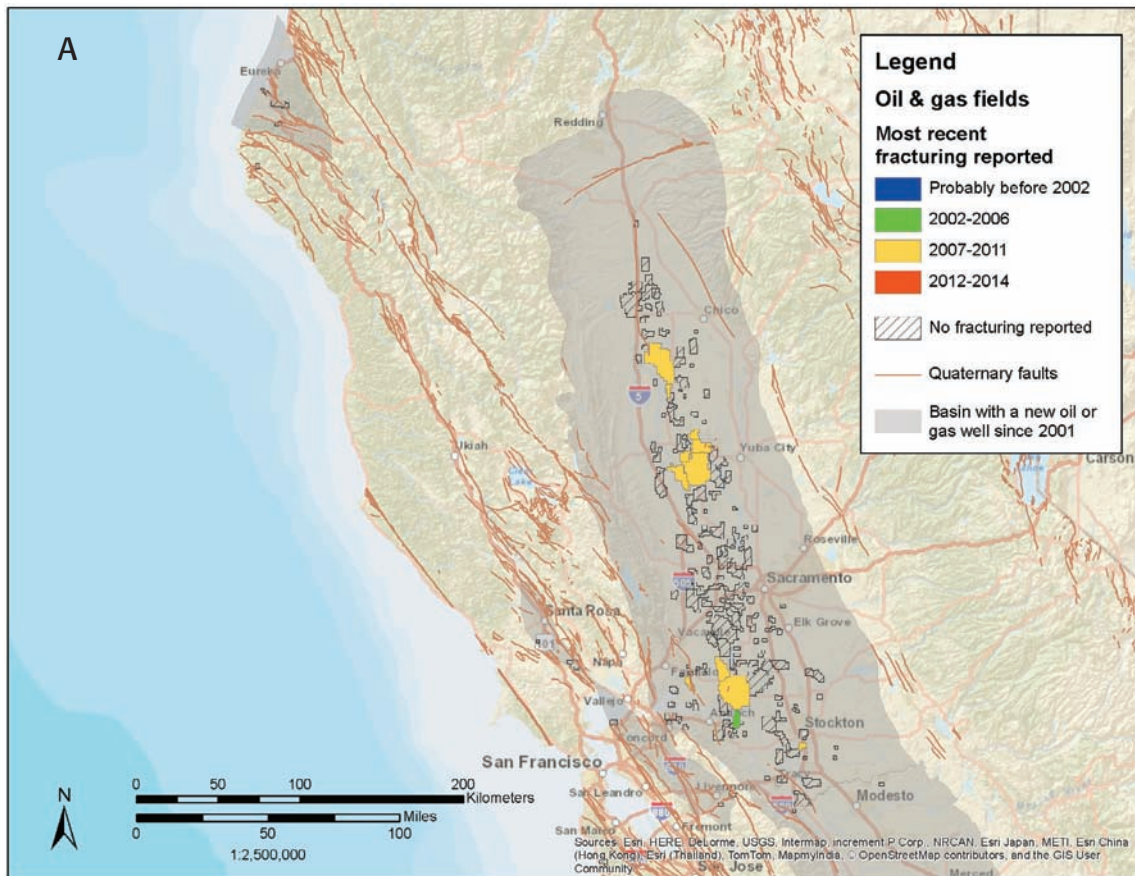 A
Eureka
Redding
Chico
5
Ukiah
Yuba City
Roseville
Sacramento
Santa Rosa
101
Elk Grove
Napa
Vallejo
Stockton
San Francisco
San Leandro
Modesto
San Mateo
Fremont
San Jose
Merced
Carson
Legend
Oil & gas fields
Most recent
fracturing reported
Probably before 2002
2002-2006
2007-2011
2012-2014
No fracturing reported
Quaternary faults
Basin with a new oil or
gas well since 2001
N
0 50 100 200
Kilometers
Miles
0 50 100
1:2,500,000
Sources: Esri, HERE, DeLorme, USGS, Intermap, increment P Corp., NRCAN, Esri Japan, METI, Esri China
(Hong Kong), Esri (Thailand), TomTom, MapmyIndia, © OpenStreetMap contributors, and the GIS User
Community